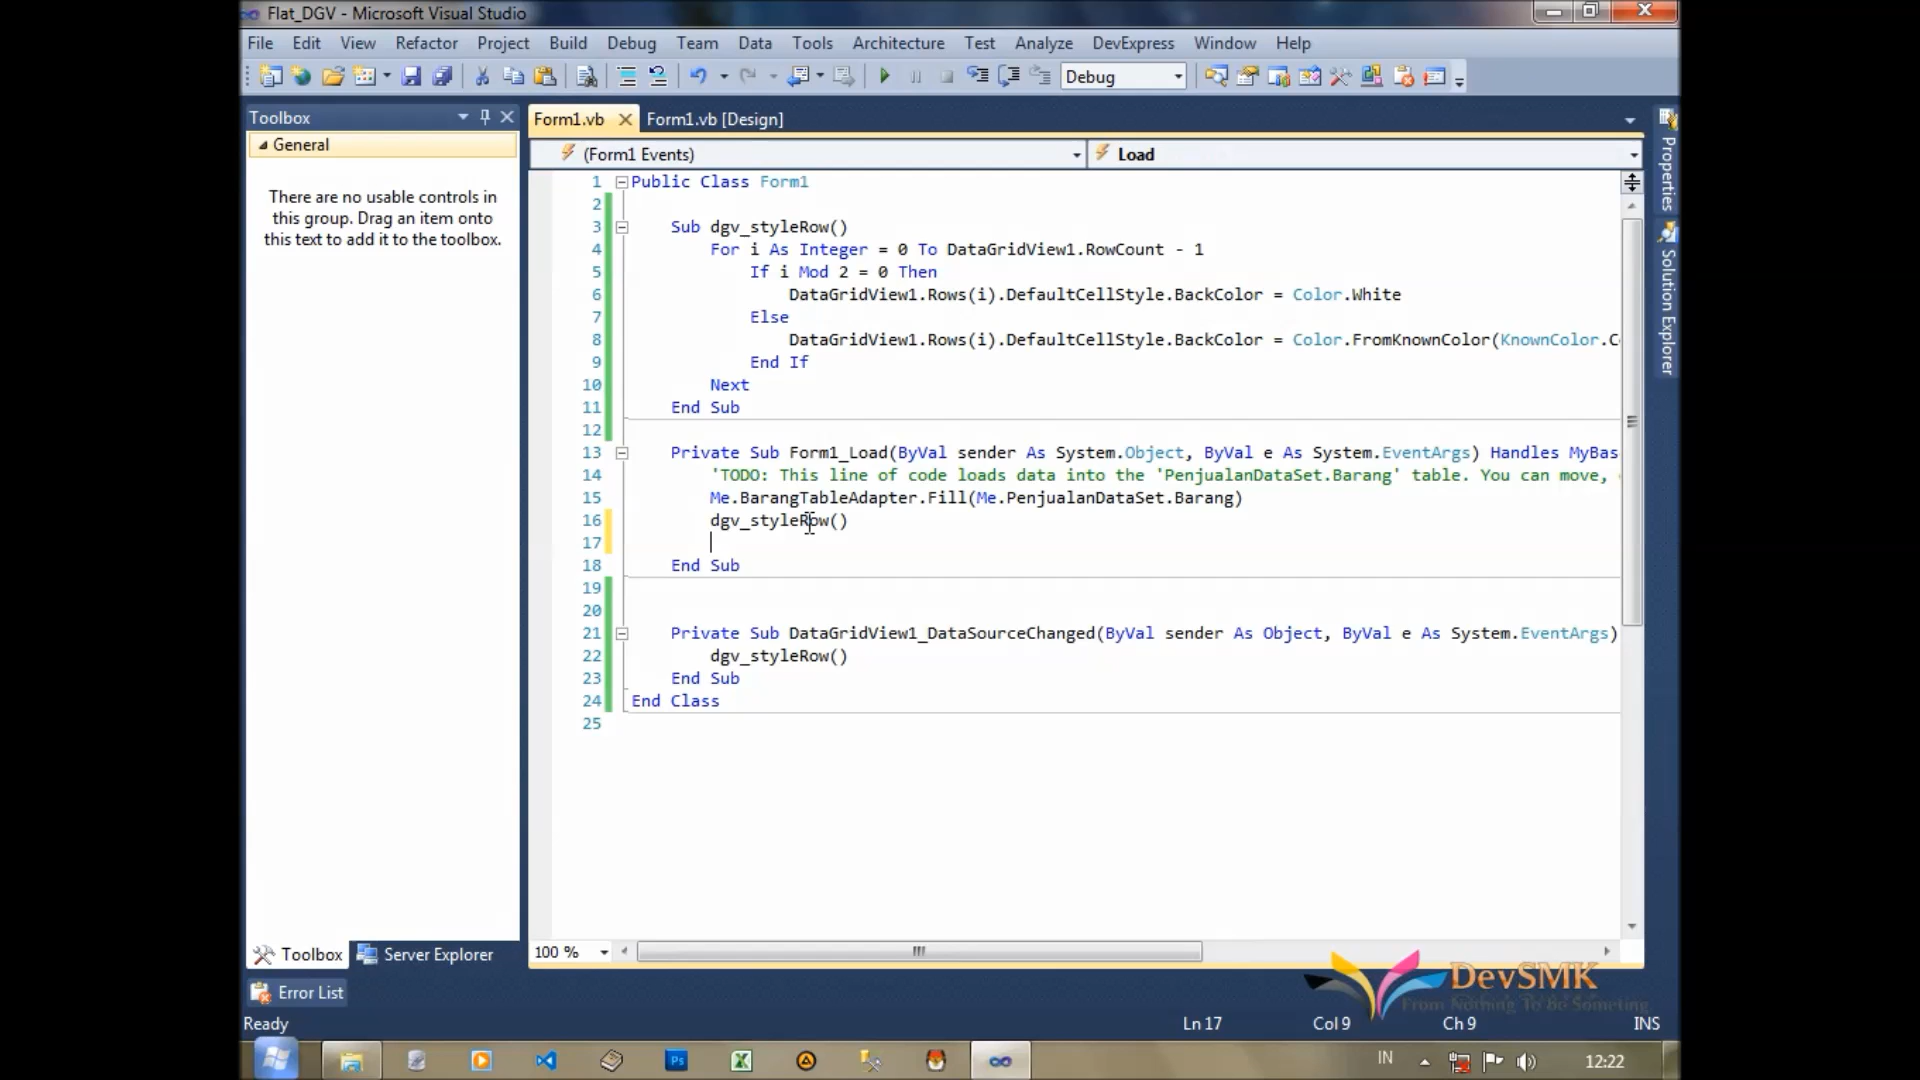 Flat_DGV - Microsoft Visual Studio
File Edit View Refactor Project Build Debug Team Data Tools Architecture Test Analyze DevExpress Window Help
Debug
Toolbox
General
There are no usable controls in
this group. Drag an item onto
this text to add it to the toolbox.
Toolbox Server Explorer
Form1.vb Form1.vb [Design]
(Form1 Events) Load
1 Public Class Form1
2
3 Sub dgv_styleRow()
4 For i As Integer = 0 To DataGridView1.RowCount - 1
5 If i Mod 2 = 0 Then
6 DataGridView1.Rows(i).DefaultCellStyle.BackColor = Color.White
7 Else
8 DataGridView1.Rows(i).DefaultCellStyle.BackColor = Color.FromKnownColor(KnownColor.C
9 End If
10 Next
11 End Sub
12
13 Private Sub Form1_Load(ByVal sender As System.Object, ByVal e As System.EventArgs) Handles MyBas
14 'TODO: This line of code loads data into the 'PenjualanDataSet.Barang' table. You can move,
15 Me.BarangTableAdapter.Fill(Me.PenjualanDataSet.Barang)
16 dgv_styleRow()
17
18 End Sub
19
20
21 Private Sub DataGridView1_DataSourceChanged(ByVal sender As Object, ByVal e As System.EventArgs)
22 dgv_styleRow()
23 End Sub
24 End Class
25
100 %
Properties
Solution Explorer
DevSMK
From Nothing To Be Someting
Error List
Ready Ln 17 Col 9 Ch 9 INS
Ps
IN 12:22